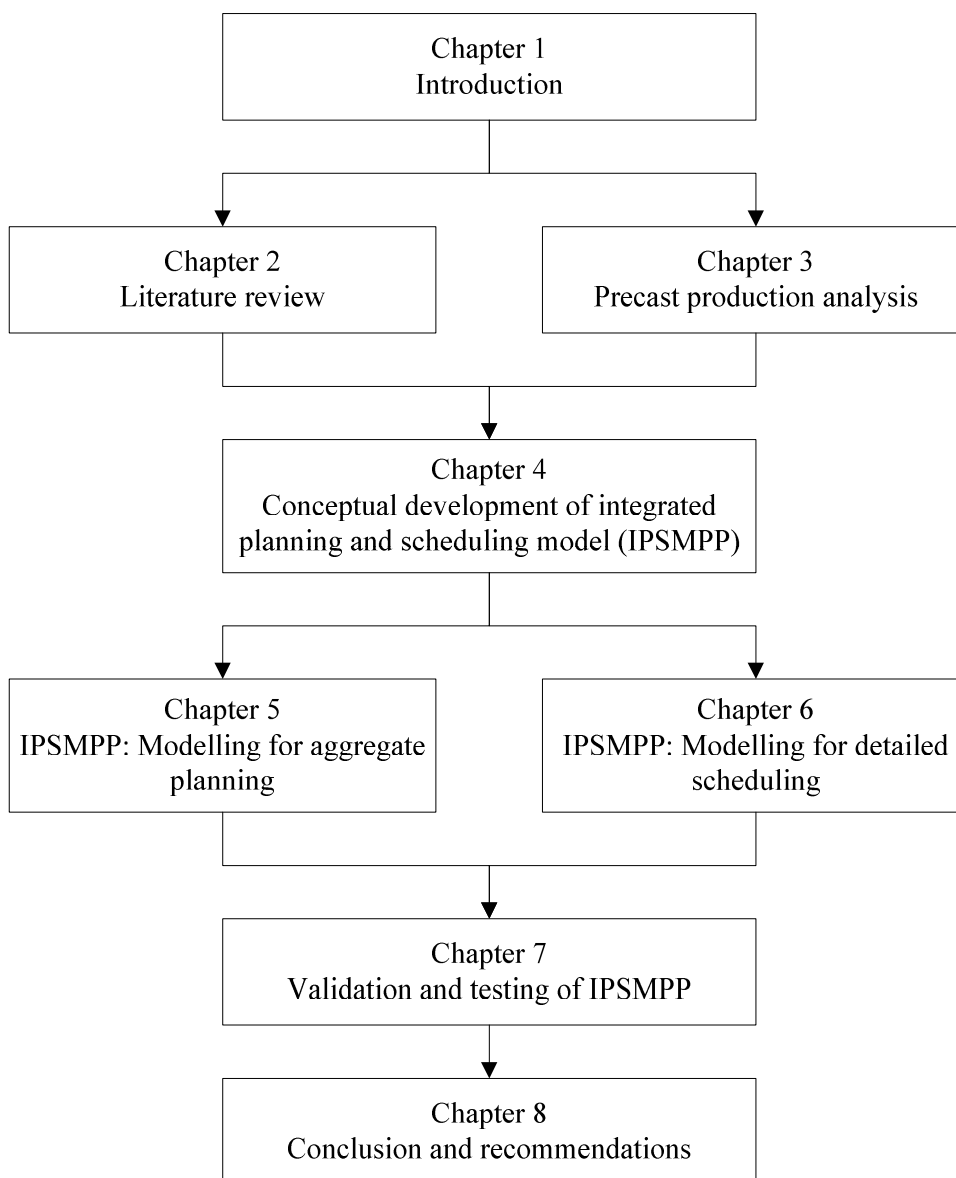 Chapter 1
Introduction
Chapter 2
Literature review
Chapter 3
Precast production analysis
Chapter 4
Conceptual development of integrated
planning and scheduling model (IPSMPP)
Chapter 5
IPSMPP: Modelling for aggregate
planning
Chapter 6
IPSMPP: Modelling for detailed
scheduling
Chapter 7
Validation and testing of IPSMPP
Chapter 8
Conclusion and recommendations